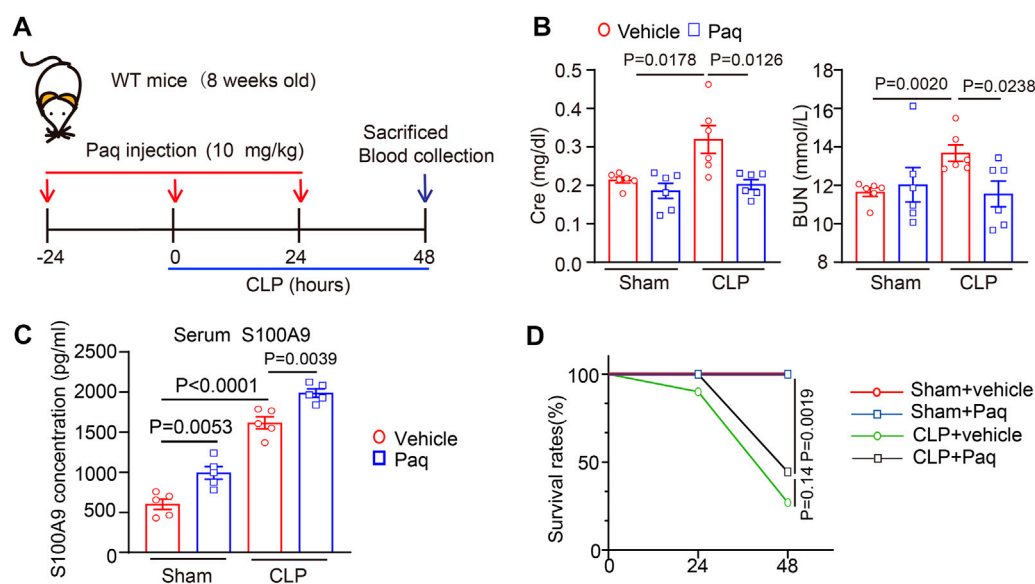 A
WT mice (8 weeks old)
Paq injection (10 mg/kg)
Sacrificed
Blood collection
-24 0 24 48
CLP (hours)
B
Vehicle Paq
P=0.0178 P=0.0126
Cre (mg/dl)
0.5
0.4
0.3
0.2
0.1
0.0
Sham CLP
P=0.0020 P=0.0238
BUN (mmol/L)
18
16
14
12
10
8
Sham CLP
C
Serum S100A9
S100A9 concentration (pg/ml)
2500
2000
1500
1000
500
0
P=0.0039
P<0.0001
P=0.0053
Vehicle
Paq
Sham CLP
D
Survival rates(%)
100
50
0
0 24 48
P=0.14 P=0.0019
Sham+vehicle
Sham+Paq
CLP+vehicle
CLP+Paq